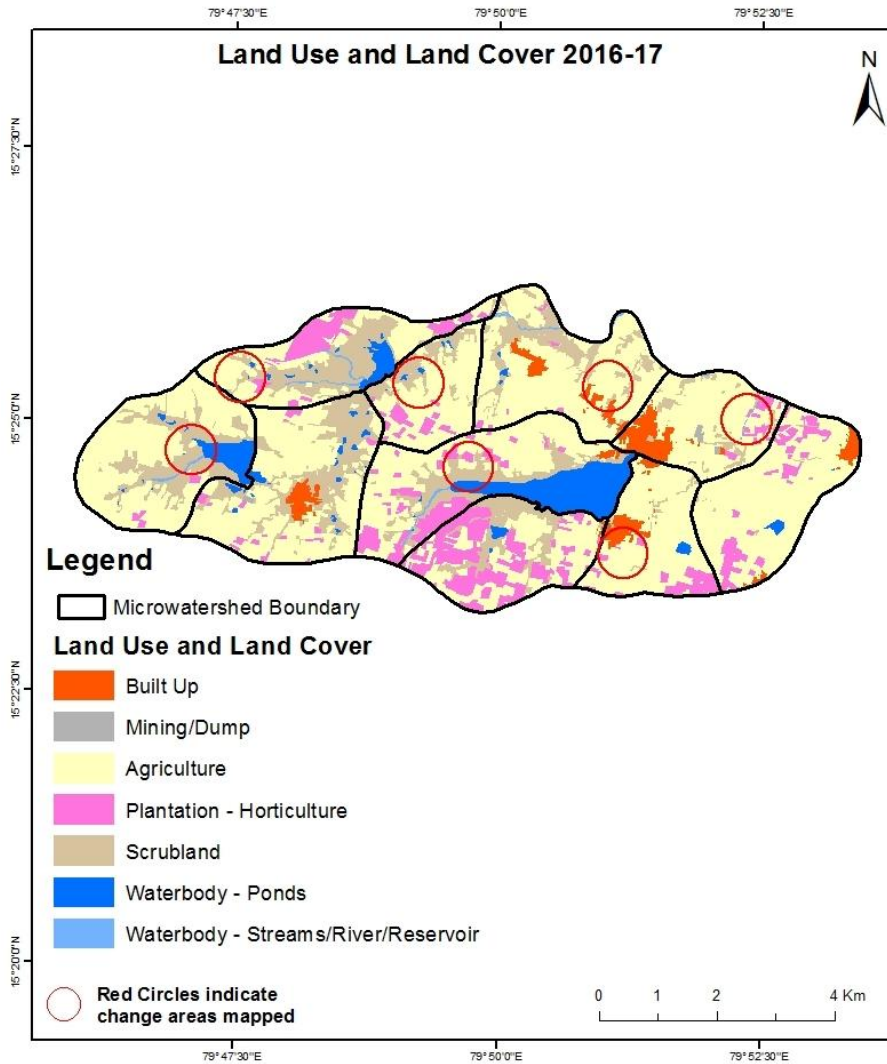 79°47'30"E 79°50'0"E 79°52'30"E
Land Use and Land Cover 2016-17
N
15°27'30"N
15°25'0"N
15°22'30"N
15°20'0"N
Legend
Microwatershed Boundary
Land Use and Land Cover
Built Up
Mining/Dump
Agriculture
Plantation - Horticulture
Scrubland
Waterbody - Ponds
Waterbody - Streams/River/Reservoir
Red Circles indicate
change areas mapped
0 1 2 4 Km
79°47'30"E 79°50'0"E 79°52'30"E